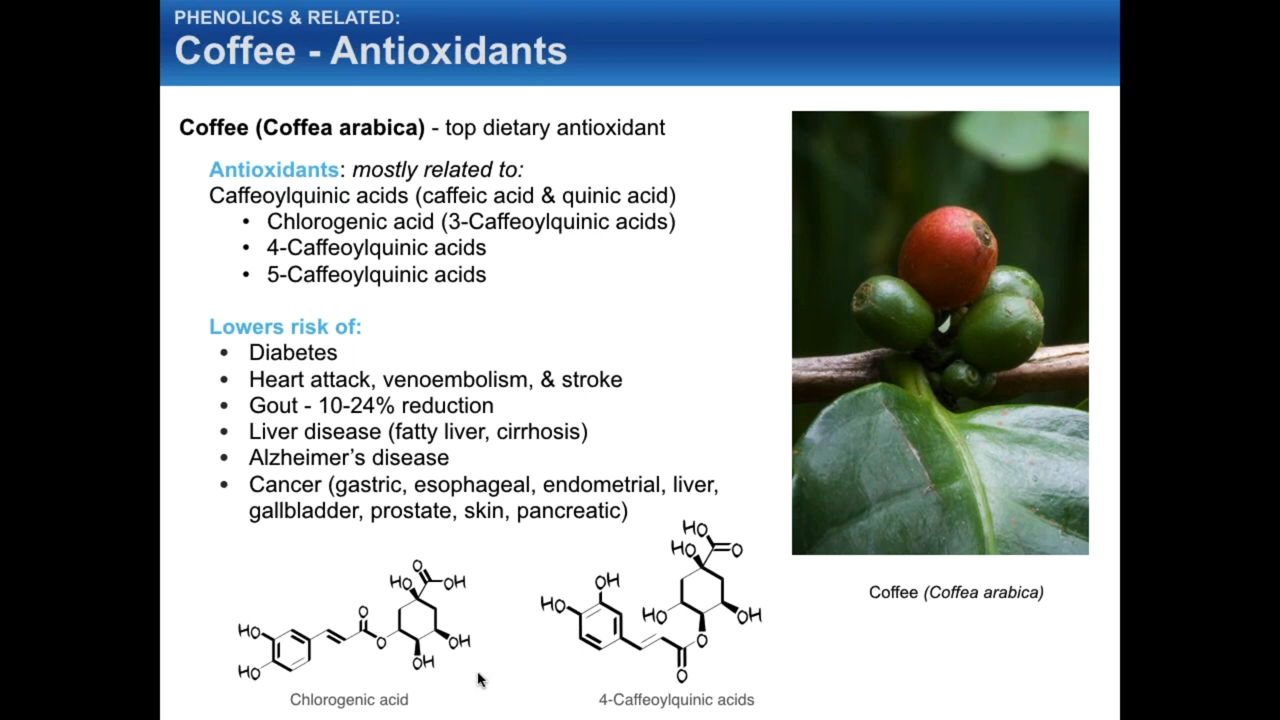 PHENOLICS & RELATED:
Coffee - Antioxidants
Coffee (Coffea arabica) - top dietary antioxidant
Antioxidants: mostly related to:
Caffeoylquinic acids (caffeic acid & quinic acid)
• Chlorogenic acid (3-Caffeoylquinic acids)
• 4-Caffeoylquinic acids
• 5-Caffeoylquinic acids
Lowers risk of:
• Diabetes
• Heart attack, venoembolism, & stroke
• Gout - 10-24% reduction
• Liver disease (fatty liver, cirrhosis)
• Alzheimer’s disease
• Cancer (gastric, esophageal, endometrial, liver,
gallbladder, prostate, skin, pancreatic)
Coffee (Coffea arabica)
O
HO OH
HO O
O OH
HO OH
Chlorogenic acid
HO
HO O
OH
HO HO OH
O
O
4-Caffeoylquinic acids